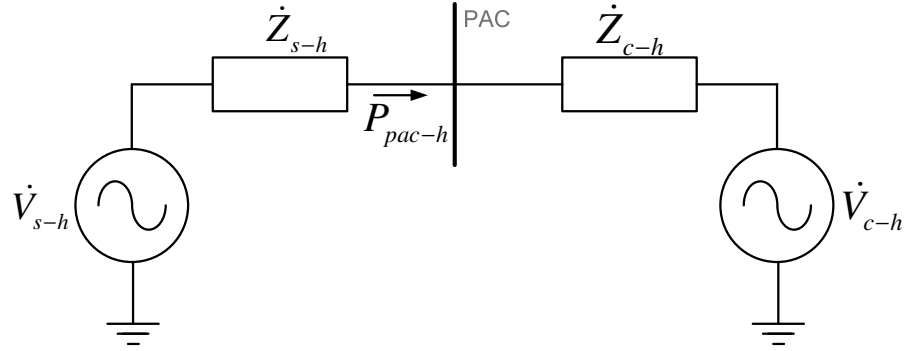 Ż_{s-h}
PAC
Ż_{c-h}
P_{pac-h}
V̇_{s-h}
V̇_{c-h}